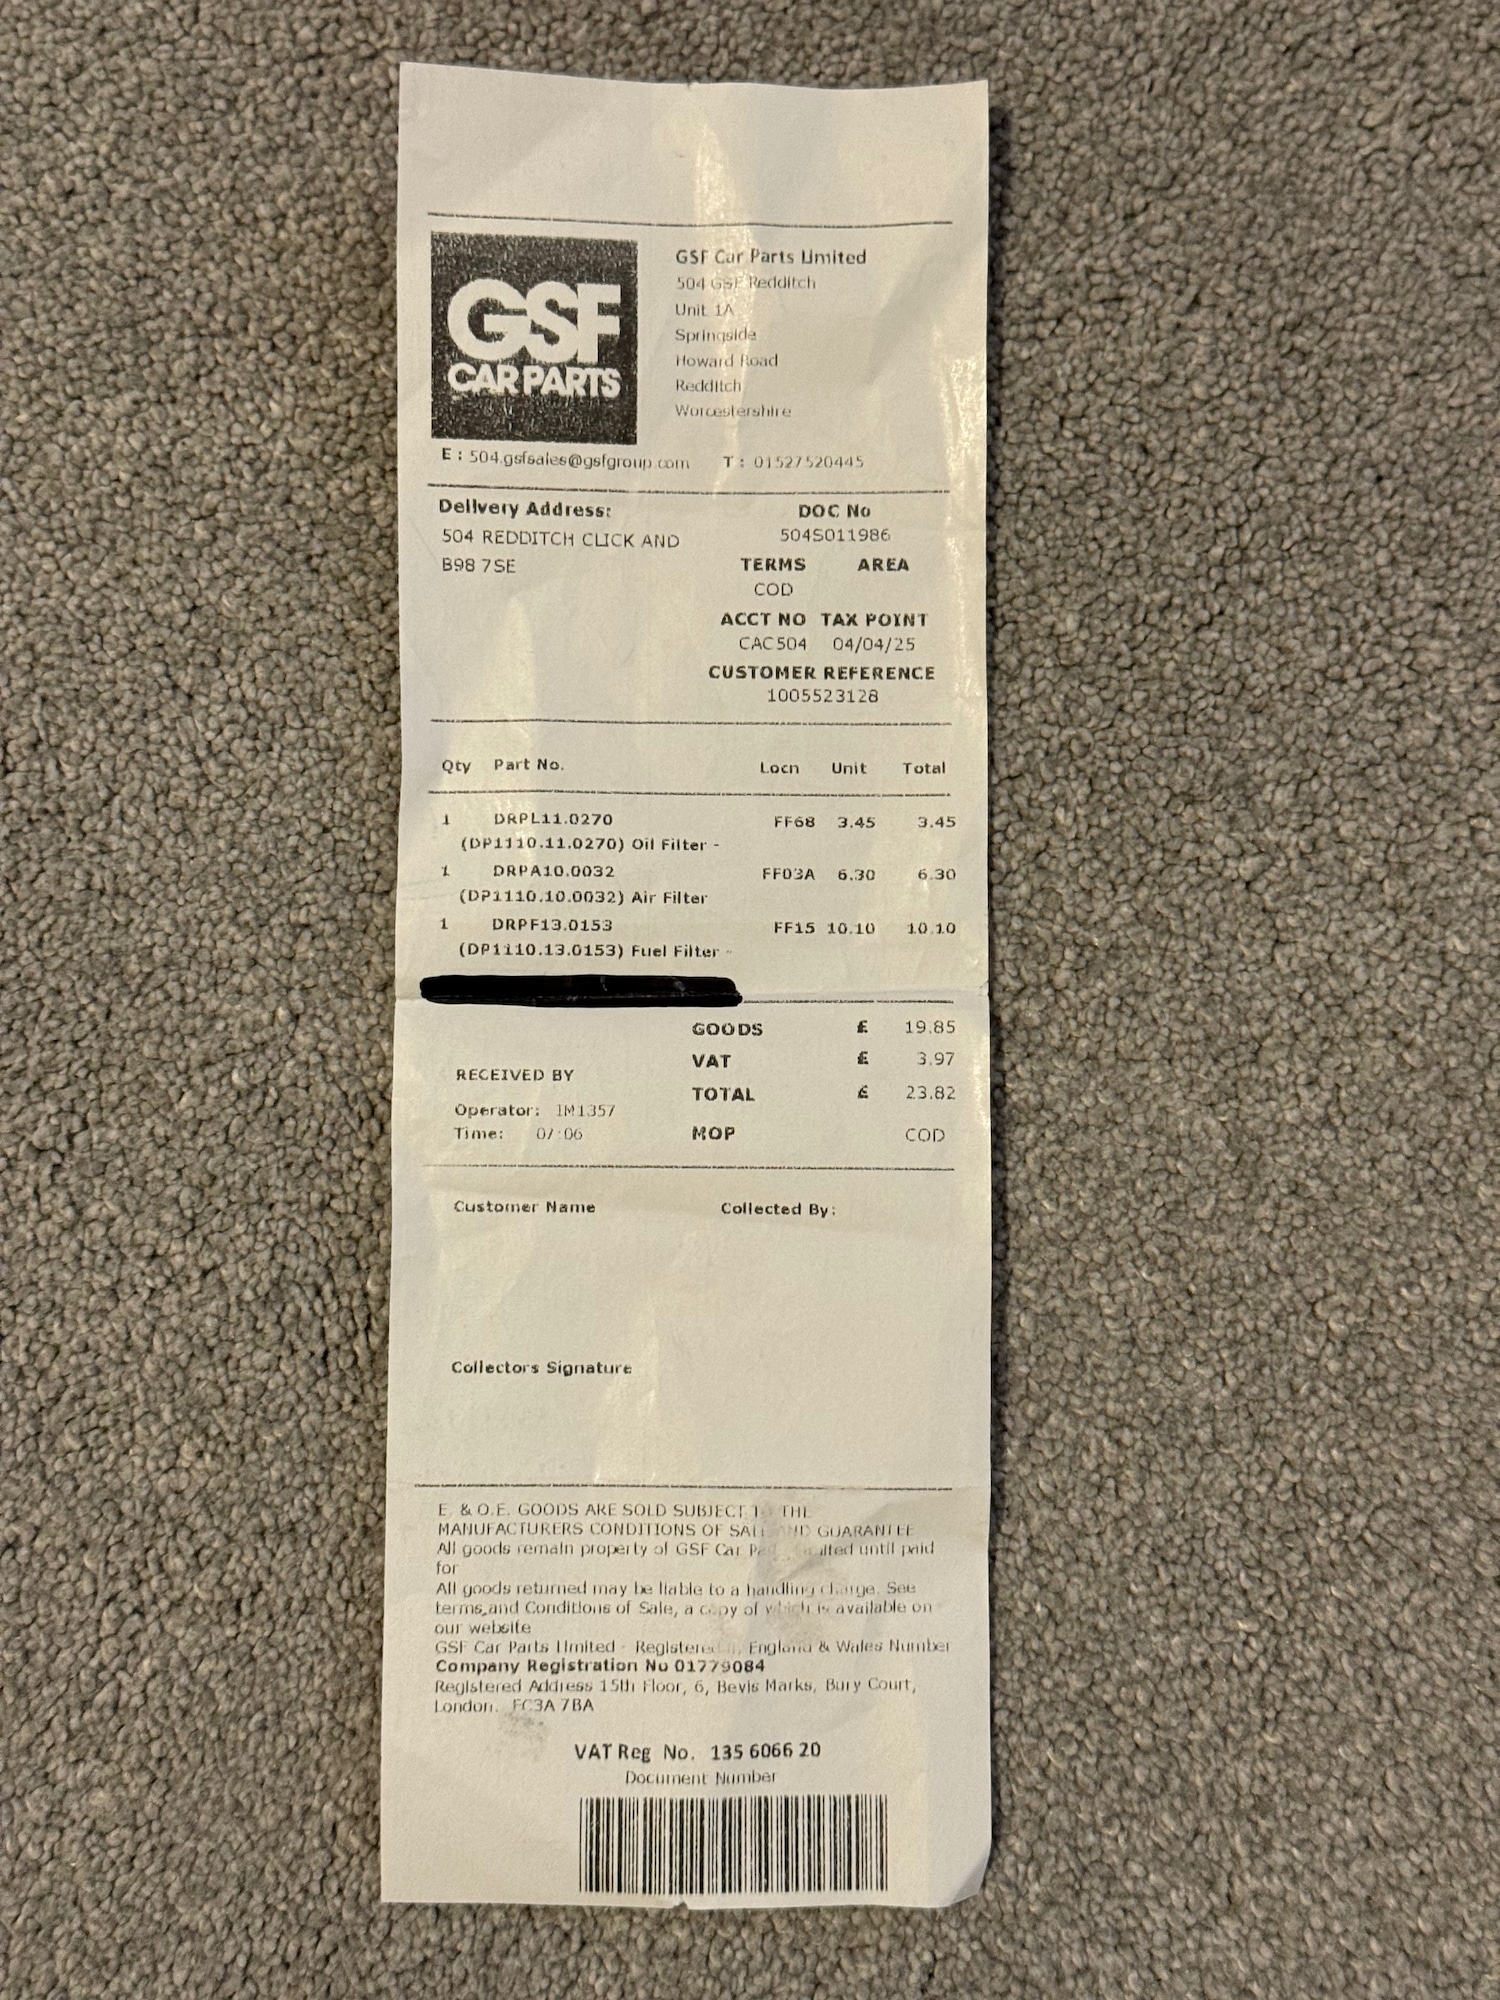 GSF
CAR PARTS
GSF Car Parts Limited
504 GSF Redditch
Unit 1A
Springside
Howard Road
Redditch
Worcestershire
E : 504.gsfsales@gsfgroup.com T : 01527520445
Delivery Address: DOC No
504 REDDITCH CLICK AND 504S011986
B98 7SE TERMS AREA
COD
ACCT NO TAX POINT
CAC504 04/04/25
CUSTOMER REFERENCE
1005523128
Qty Part No. Locn Unit Total
1 DRPL11.0270 FF68 3.45 3.45
(DP1110.11.0270) Oil Filter -
1 DRPA10.0032 FF03A 6.30 6.30
(DP1110.10.0032) Air Filter
1 DRPF13.0153 FF15 10.10 10.10
(DP1110.13.0153) Fuel Filter -
GOODS £ 19.85
VAT £ 3.97
RECEIVED BY
TOTAL £ 23.82
Operator: IM1357
Time: 07:06 MOP COD
Customer Name Collected By:
Collectors Signature
E. & O.E. GOODS ARE SOLD SUBJECT TO THE
MANUFACTURERS CONDITIONS OF SALE AND GUARANTEE
All goods remain property of GSF Car until paid
for
All goods returned may be liable to a handling charge. See
terms and Conditions of Sale, a copy of which is available on
our website
GSF Car Parts Limited - Registered in England & Wales Number
Company Registration No 01779084
Registered Address 15th Floor, 6, Bevis Marks, Bury Court,
London. EC3A 7BA
VAT Reg No. 135 6066 20
Document Number